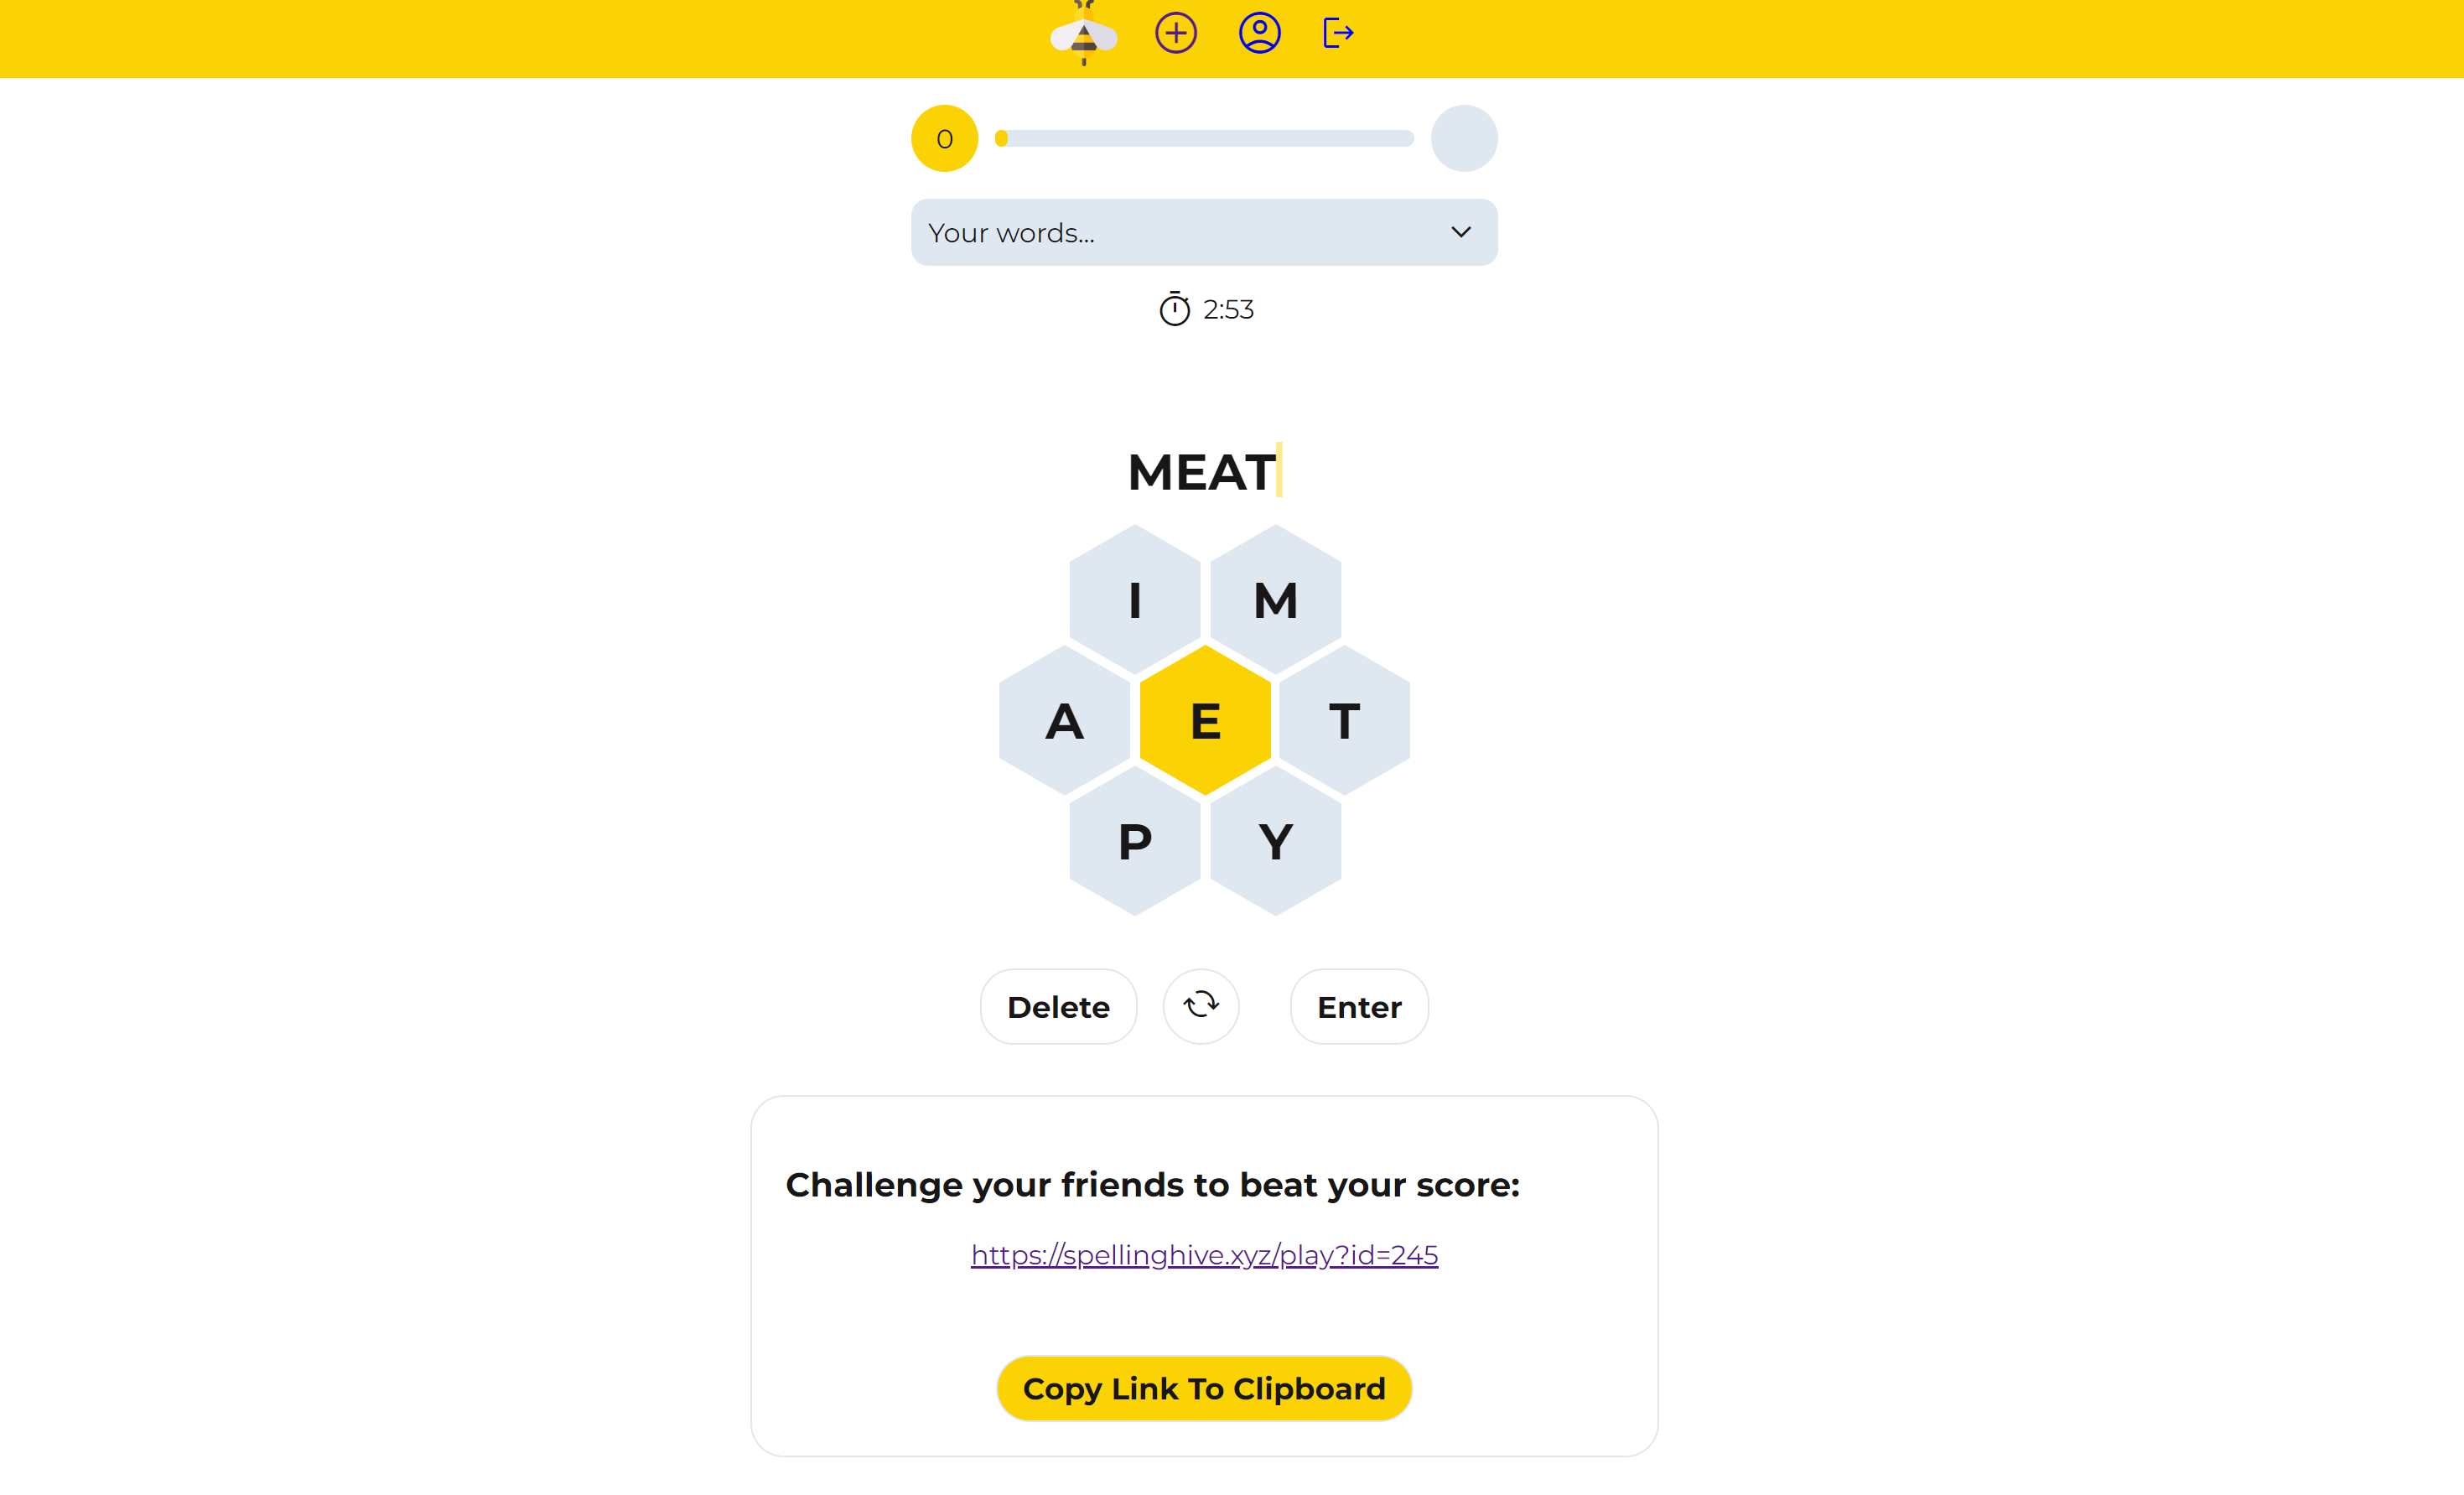 0
Your words...
2:53
MEAT
I M
A E T
P Y
Delete Enter
Challenge your friends to beat your score:
https://spellinghive.xyz/play?id=245
Copy Link To Clipboard